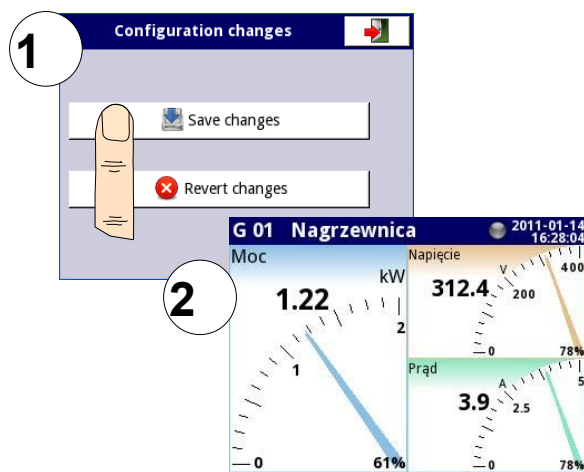 1
Configuration changes
Save changes
Revert changes
2
G 01 Nagrzewnica
2011-01-14
16:28:04
Moc
kW
1.22
2
1
0
61%
Napięcie
V
400
312.4
200
0
78%
Prąd
A
5
3.9
2.5
0
78%